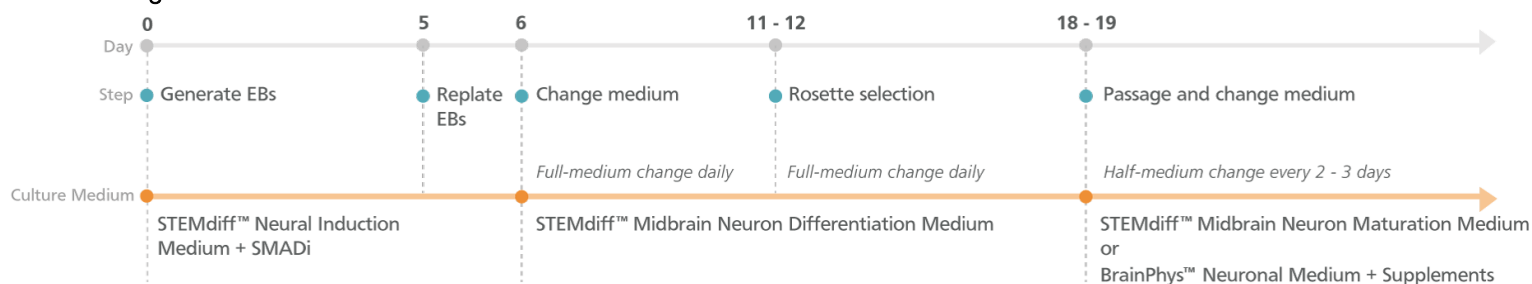 0 5 6 11 - 12 18 - 19
Day
Step Generate EBs Replate EBs Change medium Rosette selection Passage and change medium
Full-medium change daily Full-medium change daily Half-medium change every 2 - 3 days
Culture Medium
STEMdiff™ Neural Induction
Medium + SMADi
STEMdiff™ Midbrain Neuron Differentiation Medium
STEMdiff™ Midbrain Neuron Maturation Medium
or
BrainPhys™ Neuronal Medium + Supplements